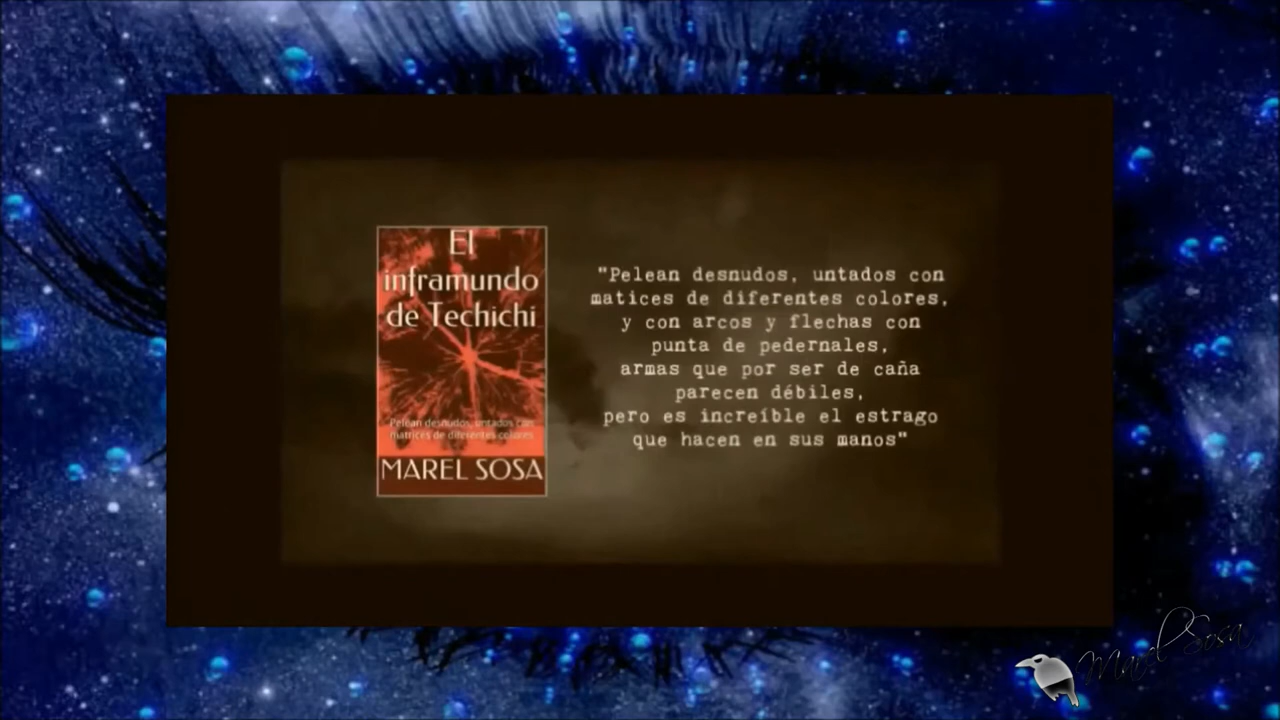 El
inframundo
de Techichi
Pelean desnudos, untados con
matrices de diferentes colores
MAREL SOSA
"Pelean desnudos, untados con
matices de diferentes colores,
y con arcos y flechas con
punta de pedernales,
armas que por ser de caña
parecen débiles,
pero es increíble el estrago
que hacen en sus manos"
Marel Sosa